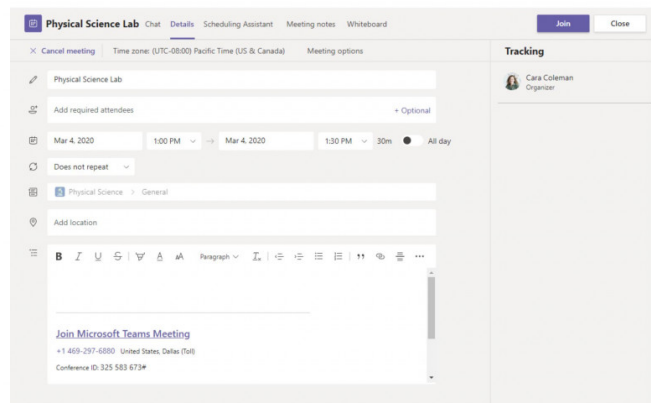 Physical Science Lab Chat Details Scheduling Assistant Meeting notes Whiteboard Join Close
× Cancel meeting Time zone: (UTC-08:00) Pacific Time (US & Canada) Meeting options Tracking
Physical Science Lab
Cara Coleman
Organizer
Add required attendees + Optional
Mar 4, 2020 1:00 PM → Mar 4, 2020 1:30 PM 30m All day
Does not repeat
Physical Science > General
Add location
B I U S A AA Paragraph
Join Microsoft Teams Meeting
+1 469-297-6880 United States, Dallas (Toll)
Conference ID: 325 583 673#